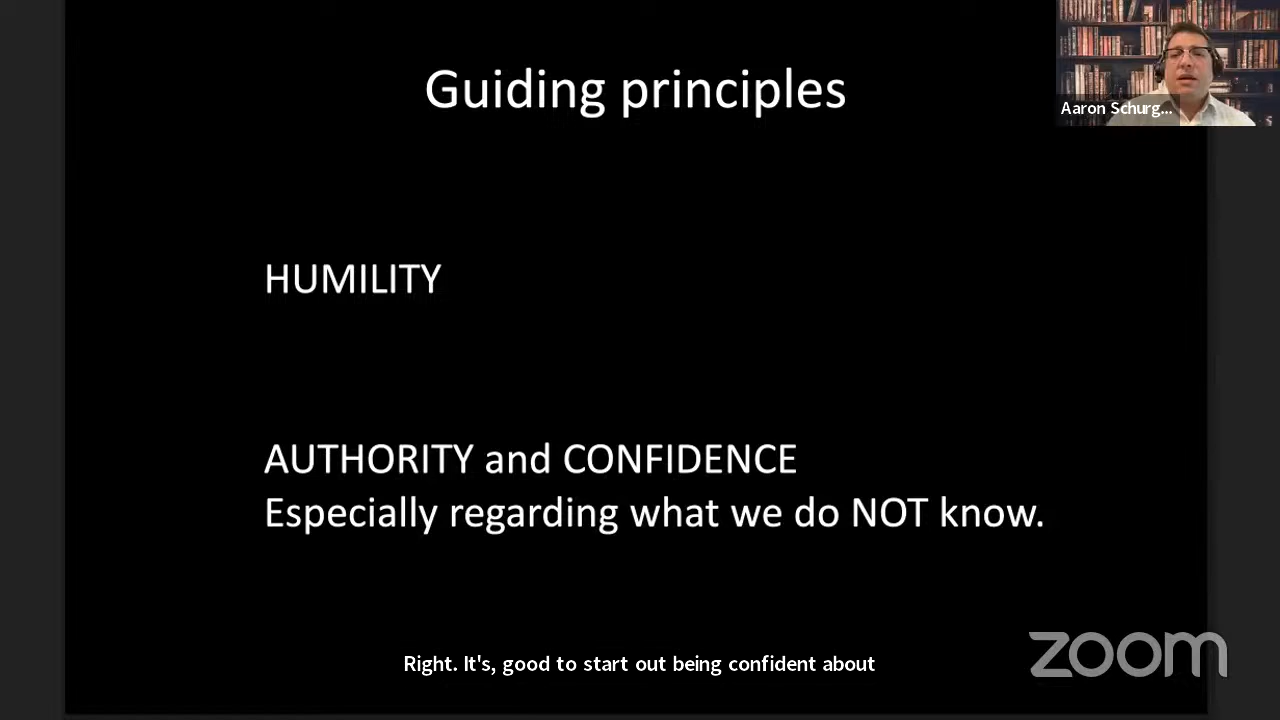 Guiding principles
Aaron Schurg...
HUMILITY
AUTHORITY and CONFIDENCE
Especially regarding what we do NOT know.
Right. It's, good to start out being confident about
zoom